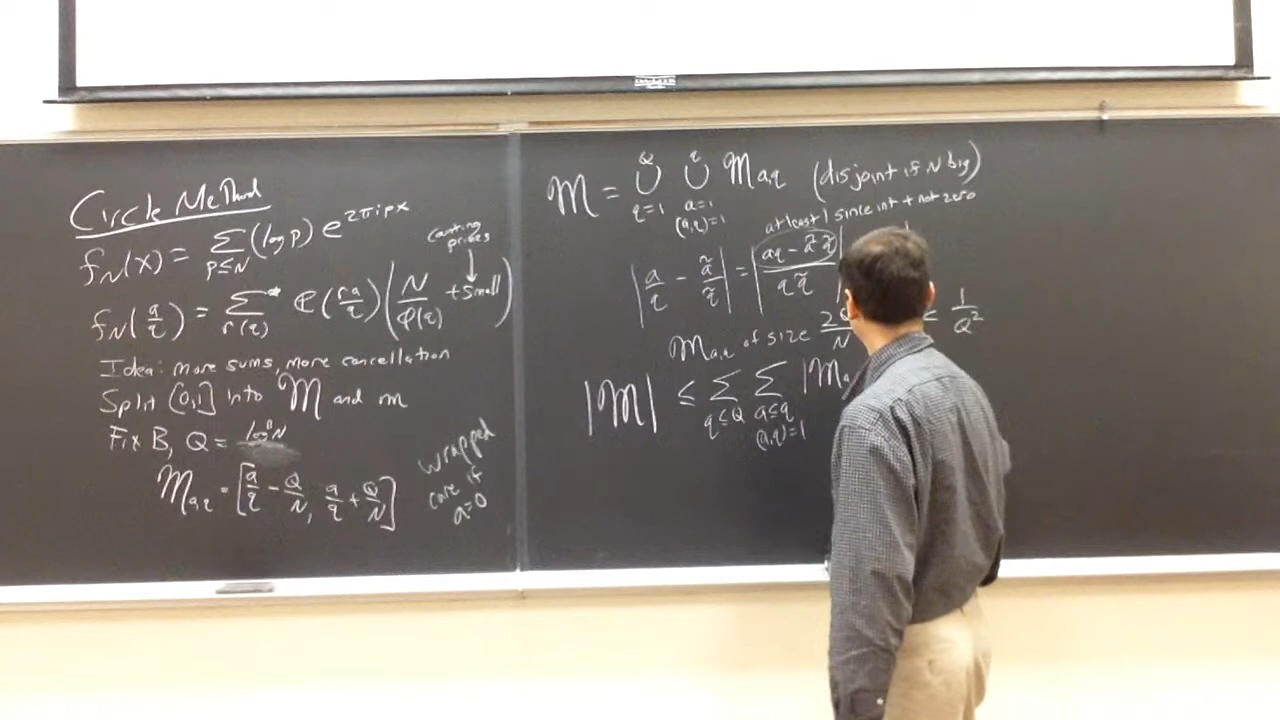 Circle Method
f_N(x) = Σ_{p≤N} (log p) e^{2πipx}
counting primes
f_N(a/q) = Σ*_{r(q)} e(ra/q) (N/φ(q) + small)
Idea: more sums, more cancellation
Split [0,1] into 𝔐 and m
Fix B, Q = log^B N
𝔐_{a,q} = [a/q - Q/N, a/q + Q/N]
wrapped
care if
a=0
𝔐 = ∪_{q=1}^{Q} ∪_{a=1, (a,q)=1}^{q} 𝔐_{a,q} (disjoint if N big)
at least 1 since int + not zero
|a/q - ã/q̃| = |aq - ã q̃ / q q̃|
𝔐_{a,q} of size 2Q/N 1/Q²
|𝔐| ≤ Σ_{q≤Q} Σ_{a≤q, (a,q)=1} |𝔐_a